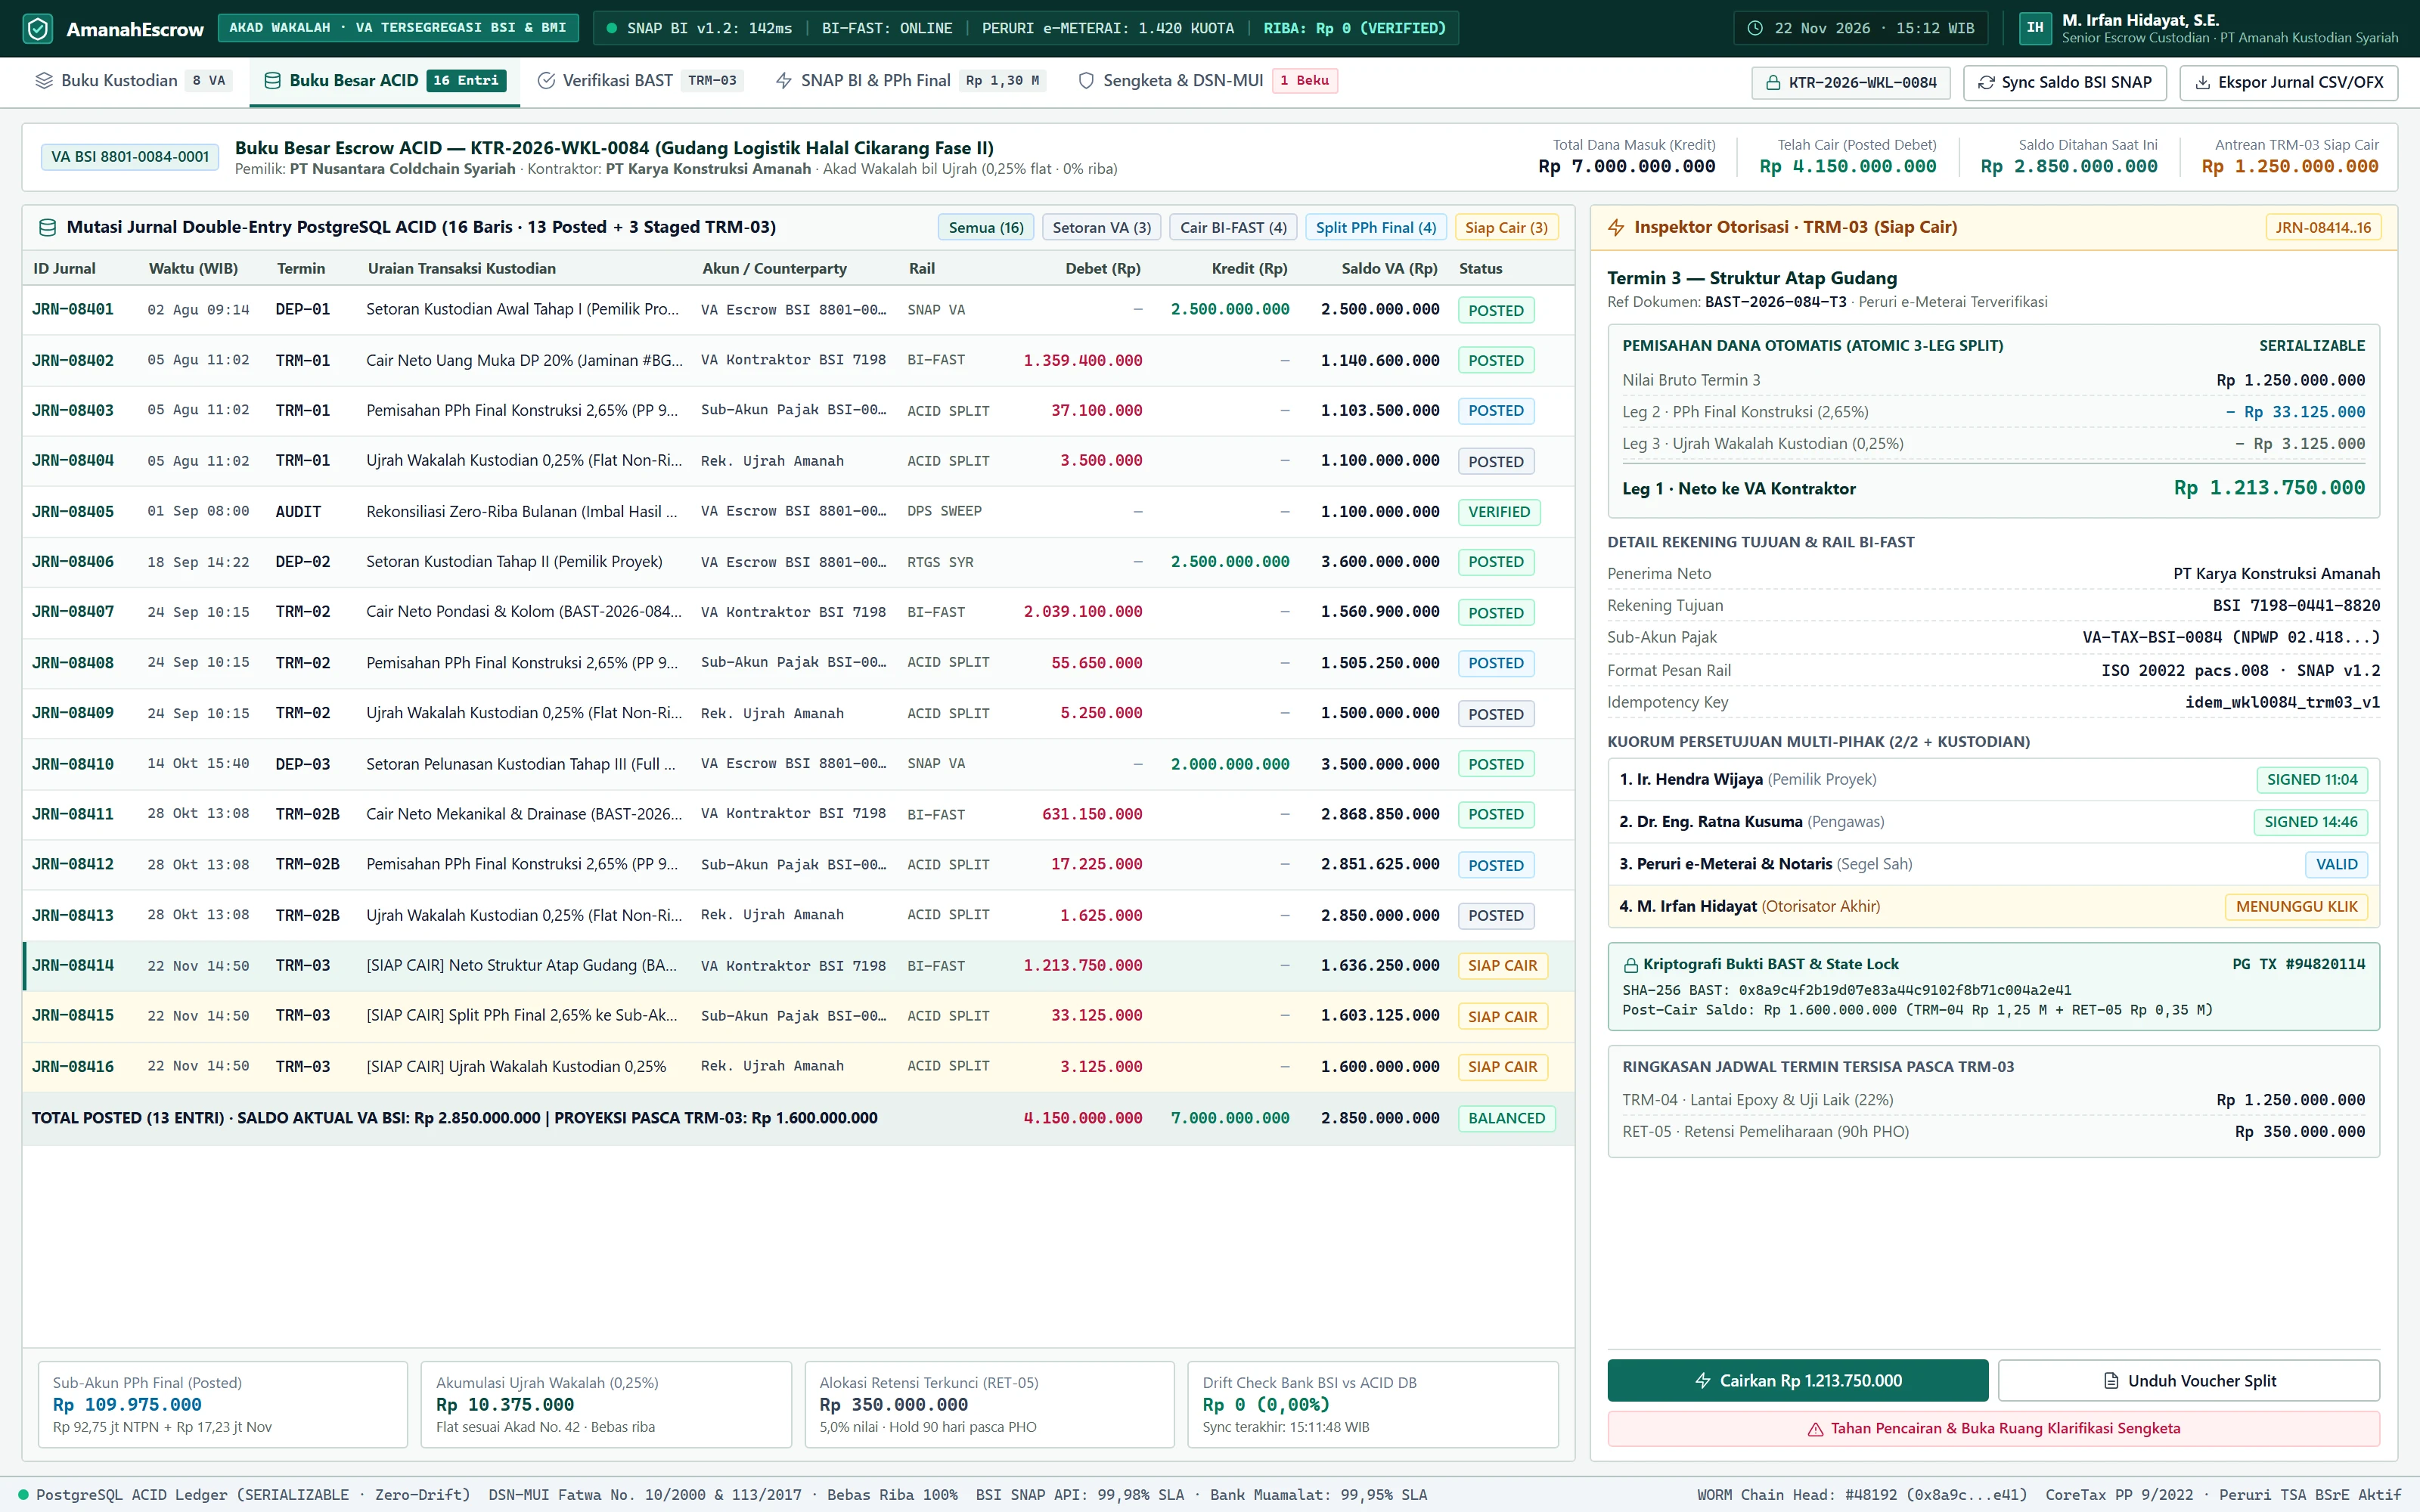 AmanahEscrow AKAD WAKALAH · VA TERSEGREGASI BSI & BMI SNAP BI v1.2: 142ms BI-FAST: ONLINE PERURI e-METERAI: 1.420 KUOTA RIBA: Rp 0 (VERIFIED) 22 Nov 2026 · 15:12 WIB IH M. Irfan Hidayat, S.E.
Senior Escrow Custodian · PT Amanah Kustodian Syariah
Buku Kustodian 8 VA Buku Besar ACID 16 Entri Verifikasi BAST TRM-03 SNAP BI & PPh Final Rp 1,30 M Sengketa & DSN-MUI 1 Beku KTR-2026-WKL-0084 Sync Saldo BSI SNAP Ekspor Jurnal CSV/OFX
VA BSI 8801-0084-0001 Buku Besar Escrow ACID — KTR-2026-WKL-0084 (Gudang Logistik Halal Cikarang Fase II)
Pemilik: PT Nusantara Coldchain Syariah · Kontraktor: PT Karya Konstruksi Amanah · Akad Wakalah bil Ujrah (0,25% flat · 0% riba)
Total Dana Masuk (Kredit) Telah Cair (Posted Debet) Saldo Ditahan Saat Ini Antrean TRM-03 Siap Cair
Rp 7.000.000.000 Rp 4.150.000.000 Rp 2.850.000.000 Rp 1.250.000.000
Mutasi Jurnal Double-Entry PostgreSQL ACID (16 Baris · 13 Posted + 3 Staged TRM-03) Semua (16) Setoran VA (3) Cair BI-FAST (4) Split PPh Final (4) Siap Cair (3)
ID Jurnal Waktu (WIB) Termin Uraian Transaksi Kustodian Akun / Counterparty Rail Debet (Rp) Kredit (Rp) Saldo VA (Rp) Status
JRN-08401 02 Agu 09:14 DEP-01 Setoran Kustodian Awal Tahap I (Pemilik Pro... VA Escrow BSI 8801-00... SNAP VA — 2.500.000.000 2.500.000.000 POSTED
JRN-08402 05 Agu 11:02 TRM-01 Cair Neto Uang Muka DP 20% (Jaminan #BG... VA Kontraktor BSI 7198 BI-FAST 1.359.400.000 — 1.140.600.000 POSTED
JRN-08403 05 Agu 11:02 TRM-01 Pemisahan PPh Final Konstruksi 2,65% (PP 9... Sub-Akun Pajak BSI-00... ACID SPLIT 37.100.000 — 1.103.500.000 POSTED
JRN-08404 05 Agu 11:02 TRM-01 Ujrah Wakalah Kustodian 0,25% (Flat Non-Ri... Rek. Ujrah Amanah ACID SPLIT 3.500.000 — 1.100.000.000 POSTED
JRN-08405 01 Sep 08:00 AUDIT Rekonsiliasi Zero-Riba Bulanan (Imbal Hasil ... VA Escrow BSI 8801-00... DPS SWEEP — — 1.100.000.000 VERIFIED
JRN-08406 18 Sep 14:22 DEP-02 Setoran Kustodian Tahap II (Pemilik Proyek) VA Escrow BSI 8801-00... RTGS SYR — 2.500.000.000 3.600.000.000 POSTED
JRN-08407 24 Sep 10:15 TRM-02 Cair Neto Pondasi & Kolom (BAST-2026-084... VA Kontraktor BSI 7198 BI-FAST 2.039.100.000 — 1.560.900.000 POSTED
JRN-08408 24 Sep 10:15 TRM-02 Pemisahan PPh Final Konstruksi 2,65% (PP 9... Sub-Akun Pajak BSI-00... ACID SPLIT 55.650.000 — 1.505.250.000 POSTED
JRN-08409 24 Sep 10:15 TRM-02 Ujrah Wakalah Kustodian 0,25% (Flat Non-Ri... Rek. Ujrah Amanah ACID SPLIT 5.250.000 — 1.500.000.000 POSTED
JRN-08410 14 Okt 15:40 DEP-03 Setoran Pelunasan Kustodian Tahap III (Full ... VA Escrow BSI 8801-00... SNAP VA — 2.000.000.000 3.500.000.000 POSTED
JRN-08411 28 Okt 13:08 TRM-02B Cair Neto Mekanikal & Drainase (BAST-2026... VA Kontraktor BSI 7198 BI-FAST 631.150.000 — 2.868.850.000 POSTED
JRN-08412 28 Okt 13:08 TRM-02B Pemisahan PPh Final Konstruksi 2,65% (PP 9... Sub-Akun Pajak BSI-00... ACID SPLIT 17.225.000 — 2.851.625.000 POSTED
JRN-08413 28 Okt 13:08 TRM-02B Ujrah Wakalah Kustodian 0,25% (Flat Non-Ri... Rek. Ujrah Amanah ACID SPLIT 1.625.000 — 2.850.000.000 POSTED
JRN-08414 22 Nov 14:50 TRM-03 [SIAP CAIR] Neto Struktur Atap Gudang (BA... VA Kontraktor BSI 7198 BI-FAST 1.213.750.000 — 1.636.250.000 SIAP CAIR
JRN-08415 22 Nov 14:50 TRM-03 [SIAP CAIR] Split PPh Final 2,65% ke Sub-Ak... Sub-Akun Pajak BSI-00... ACID SPLIT 33.125.000 — 1.603.125.000 SIAP CAIR
JRN-08416 22 Nov 14:50 TRM-03 [SIAP CAIR] Ujrah Wakalah Kustodian 0,25% Rek. Ujrah Amanah ACID SPLIT 3.125.000 — 1.600.000.000 SIAP CAIR
TOTAL POSTED (13 ENTRI) · SALDO AKTUAL VA BSI: Rp 2.850.000.000 | PROYEKSI PASCA TRM-03: Rp 1.600.000.000 4.150.000.000 7.000.000.000 2.850.000.000 BALANCED
Sub-Akun PPh Final (Posted) Akumulasi Ujrah Wakalah (0,25%) Alokasi Retensi Terkunci (RET-05) Drift Check Bank BSI vs ACID DB
Rp 109.975.000 Rp 10.375.000 Rp 350.000.000 Rp 0 (0,00%)
Rp 92,75 jt NTPN + Rp 17,23 jt Nov Flat sesuai Akad No. 42 · Bebas riba 5,0% nilai · Hold 90 hari pasca PHO Sync terakhir: 15:11:48 WIB
Inspektor Otorisasi · TRM-03 (Siap Cair) JRN-08414..16
Termin 3 — Struktur Atap Gudang
Ref Dokumen: BAST-2026-084-T3 · Peruri e-Meterai Terverifikasi
PEMISAHAN DANA OTOMATIS (ATOMIC 3-LEG SPLIT) SERIALIZABLE
Nilai Bruto Termin 3 Rp 1.250.000.000
Leg 2 · PPh Final Konstruksi (2,65%) − Rp 33.125.000
Leg 3 · Ujrah Wakalah Kustodian (0,25%) − Rp 3.125.000
Leg 1 · Neto ke VA Kontraktor Rp 1.213.750.000
DETAIL REKENING TUJUAN & RAIL BI-FAST
Penerima Neto PT Karya Konstruksi Amanah
Rekening Tujuan BSI 7198-0441-8820
Sub-Akun Pajak VA-TAX-BSI-0084 (NPWP 02.418...)
Format Pesan Rail ISO 20022 pacs.008 · SNAP v1.2
Idempotency Key idem_wkl0084_trm03_v1
KUORUM PERSETUJUAN MULTI-PIHAK (2/2 + KUSTODIAN)
1. Ir. Hendra Wijaya (Pemilik Proyek) SIGNED 11:04
2. Dr. Eng. Ratna Kusuma (Pengawas) SIGNED 14:46
3. Peruri e-Meterai & Notaris (Segel Sah) VALID
4. M. Irfan Hidayat (Otorisator Akhir) MENUNGGU KLIK
Kriptografi Bukti BAST & State Lock PG TX #94820114
SHA-256 BAST: 0x8a9c4f2b19d07e83a44c9102f8b71c004a2e41
Post-Cair Saldo: Rp 1.600.000.000 (TRM-04 Rp 1,25 M + RET-05 Rp 0,35 M)
RINGKASAN JADWAL TERMIN TERSISA PASCA TRM-03
TRM-04 · Lantai Epoxy & Uji Laik (22%) Rp 1.250.000.000
RET-05 · Retensi Pemeliharaan (90h PHO) Rp 350.000.000
Cairkan Rp 1.213.750.000 Unduh Voucher Split
Tahan Pencairan & Buka Ruang Klarifikasi Sengketa
PostgreSQL ACID Ledger (SERIALIZABLE · Zero-Drift) DSN-MUI Fatwa No. 10/2000 & 113/2017 · Bebas Riba 100% BSI SNAP API: 99,98% SLA · Bank Muamalat: 99,95% SLA WORM Chain Head: #48192 (0x8a9c...e41) CoreTax PP 9/2022 · Peruri TSA BSrE Aktif